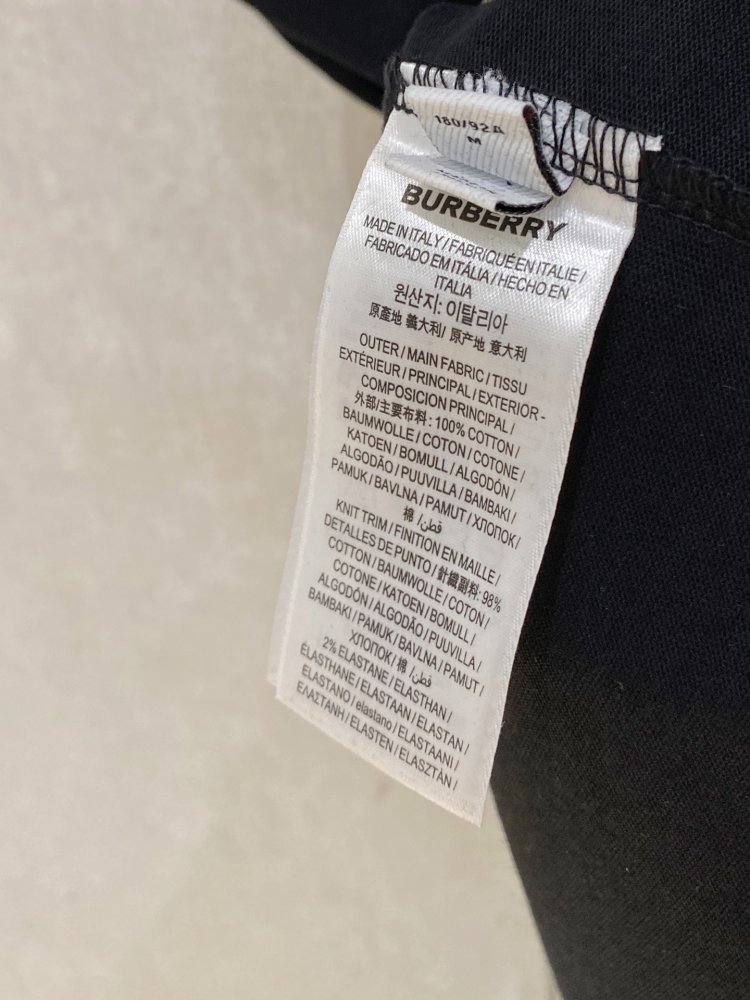 180/92A
M
BURBERRY
MADE IN ITALY / FABRIQUÉ EN ITALIE /
FABRICADO EM ITÁLIA / HECHO EN
ITALIA
원산지: 이탈리아
原產地 義大利/ 原产地 意大利
OUTER / MAIN FABRIC / TISSU
EXTÉRIEUR / PRINCIPAL / EXTERIOR -
COMPOSICION PRINCIPAL /
外部/主要布料: 100% COTTON /
BAUMWOLLE / COTON / COTONE /
KATOEN / BOMULL / ALGODÓN /
ALGODÃO / PUUVILLA / BAMBAKI /
PAMUK / BAVLNA / PAMUT / ХЛОПОК/
棉 / قطن/
KNIT TRIM / FINITION EN MAILLE /
DETALLES DE PUNTO / 針織副料: 98%
COTTON / BAUMWOLLE / COTON /
COTONE / KATOEN / BOMULL /
ALGODÓN / ALGODÃO / PUUVILLA /
BAMBAKI / PAMUK / BAVLNA / PAMUT /
ХЛОПОК/ 棉 / قطن/
2% ELASTANE / ELASTHAN /
ÉLASTHANE / ELASTAAN / ELASTAN /
ELASTANO / elastano / ELASTAANI /
ΕΛΑΣΤΑΝΗ / ELASTEN / ELASZTÁN /